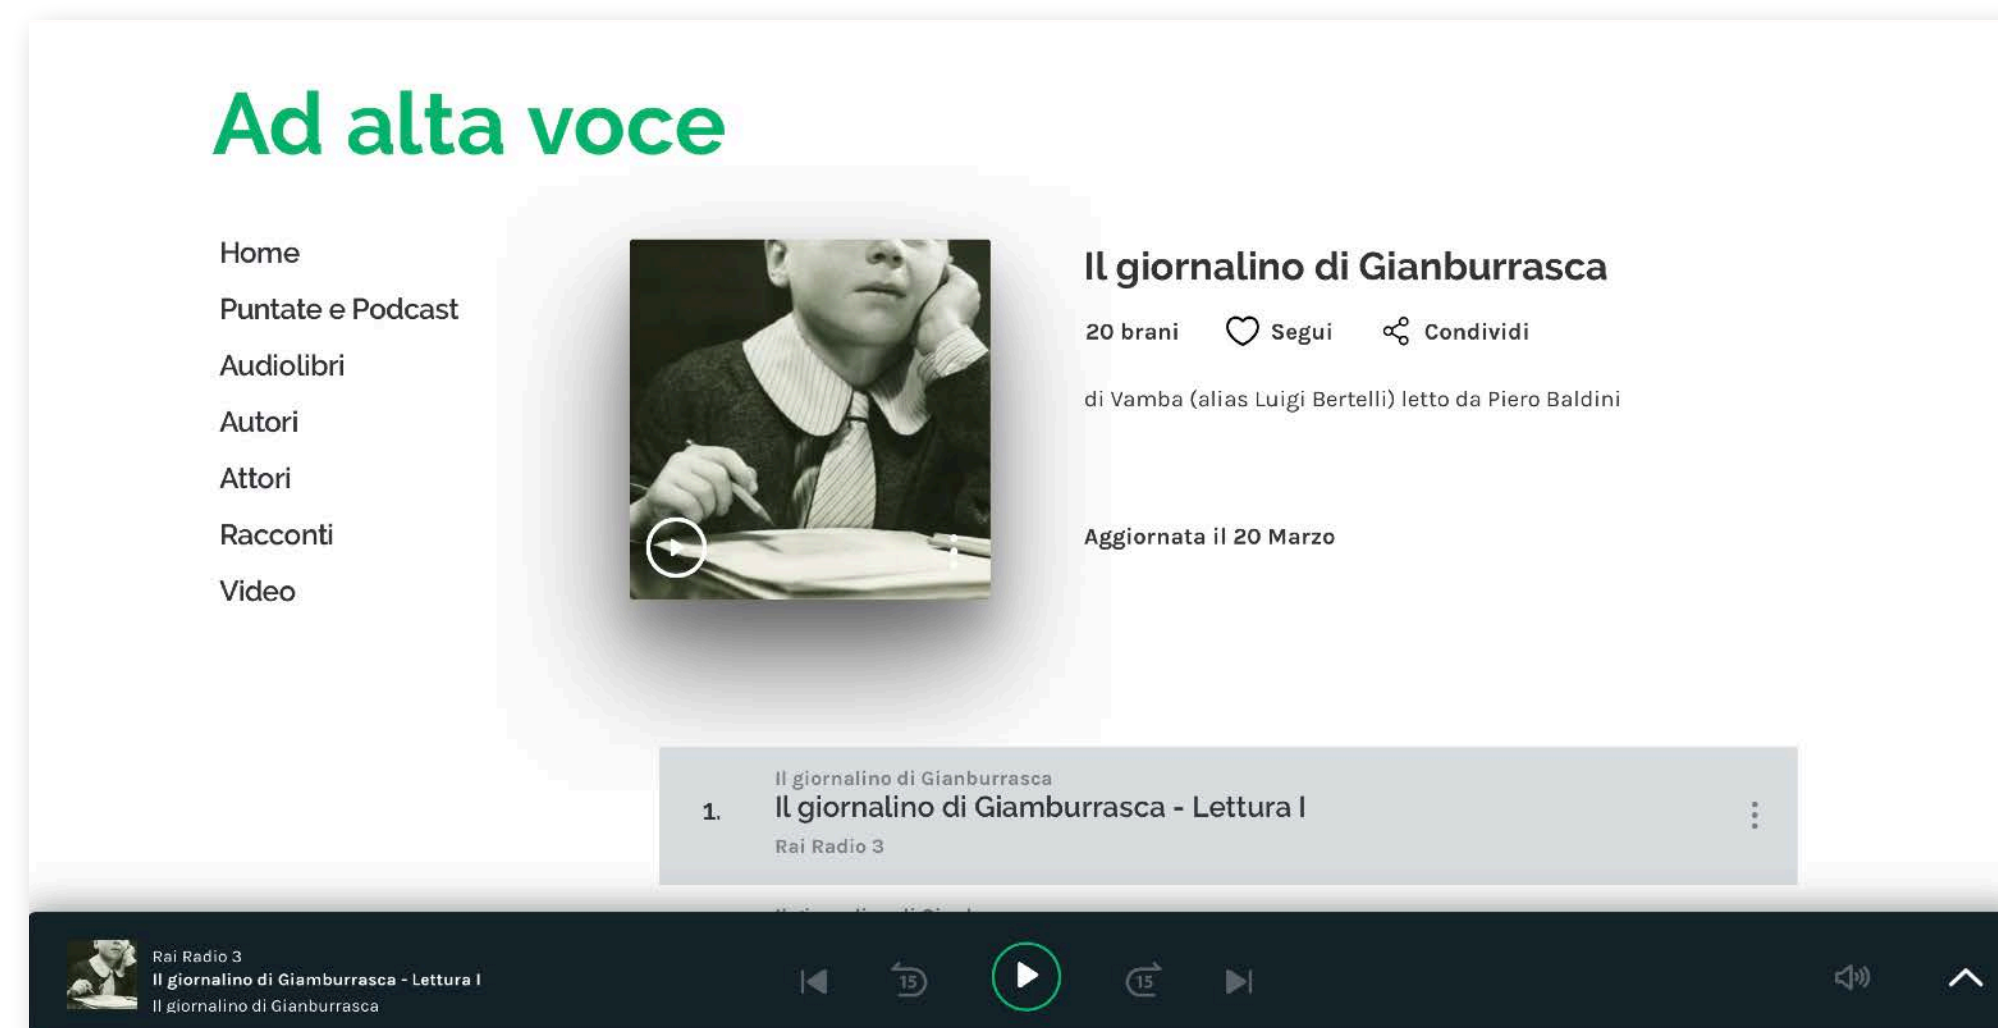 Ad alta voce
Home
Puntate e Podcast
Audiolibri
Autori
Attori
Racconti
Video
Il giornalino di Gianburrasca
20 brani Segui Condividi
di Vamba (alias Luigi Bertelli) letto da Piero Baldini
Aggiornata il 20 Marzo
Il giornalino di Gianburrasca
1. Il giornalino di Giamburrasca - Lettura I
Rai Radio 3
Rai Radio 3
Il giornalino di Giamburrasca - Lettura I
Il giornalino di Gianburrasca
15 15